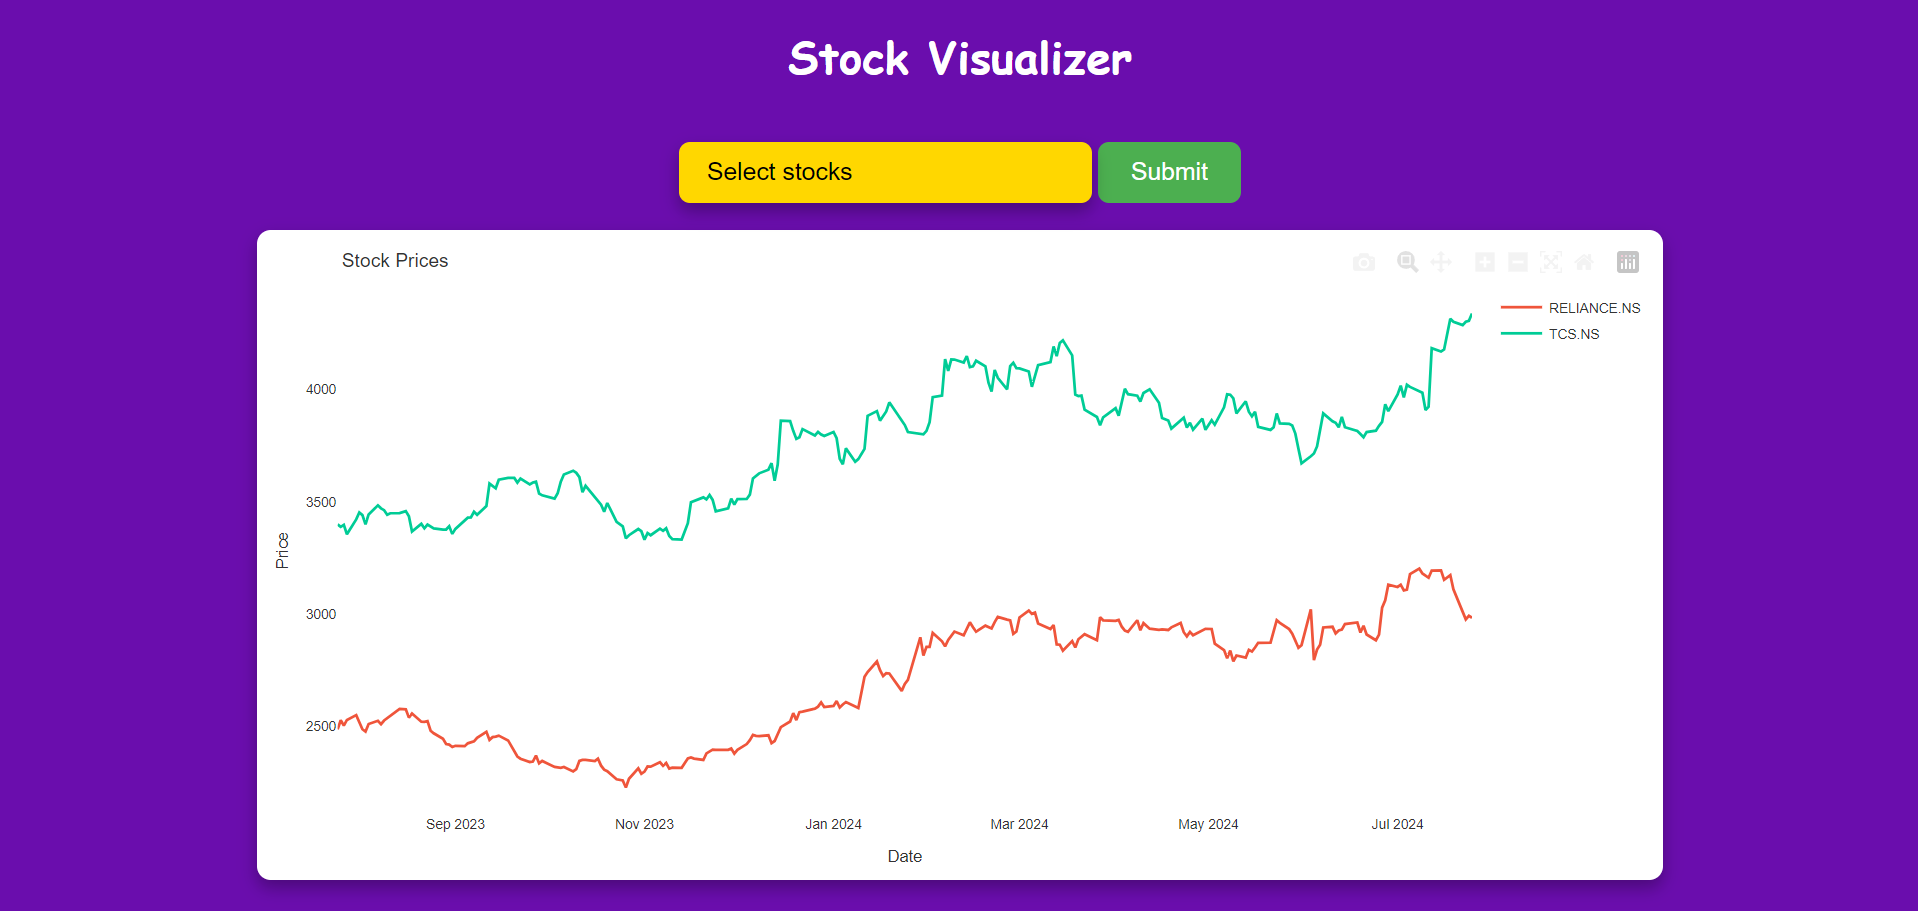 Stock Visualizer
Select stocks
Submit
Stock Prices
RELIANCE.NS
TCS.NS
4000
3500
3000
2500
Price
Sep 2023
Nov 2023
Jan 2024
Mar 2024
May 2024
Jul 2024
Date